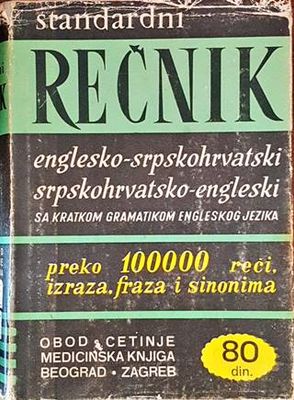 standardni
REČNIK
englesko-srpskohrvatski
srpskohrvatsko-engleski
SA KRATKOM GRAMATIKOM ENGLESKOG JEZIKA
preko 100000 reči,
izraza, fraza i sinonima
OBOD - CETINJE
MEDICINSKA KNJIGA
BEOGRAD - ZAGREB
80
din.